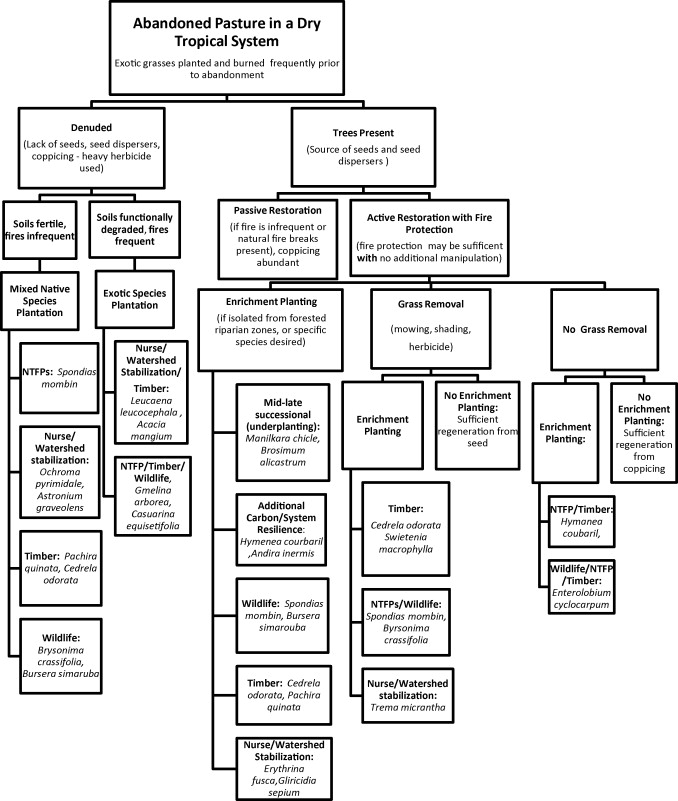 Abandoned Pasture in a Dry
Tropical System
Exotic grasses planted and burned frequently prior
to abandonment
Denuded
(Lack of seeds, seed dispersers,
coppicing - heavy herbicide
used)
Trees Present
(Source of seeds and seed
dispersers )
Soils fertile,
fires infrequent
Soils functionally
degraded, fires
frequent
Passive Restoration
(if fire is infrequent or
natural fire breaks
present), coppicing
abundant
Active Restoration with Fire
Protection
(fire protection may be sufificent
with no additional manipulation)
Mixed Native
Species
Plantation
Exotic Species
Plantation
Enrichment Planting
(if isolated from forested
riparian zones, or specific
species desired)
Grass Removal
(mowing, shading,
herbicide)
No Grass Removal
NTFPs: Spondias
mombin
Nurse/
Watershed
stabilization:
Ochroma
pyrimidale,
Astronium
graveolens
Timber: Pachira
quinata, Cedrela
odorata
Wildlife:
Brysonima
crassifolia,
Bursera simaruba
Nurse/
Watershed
Stabilization/
Timber:
Leucaena
leucocephala ,
Acacia
mangium
NTFP/Timber/
Wildlife,
Gmelina
arborea,
Casuarina
equisetifolia
Mid-late
successional
(underplanting):
Manilkara chicle,
Brosimum
alicastrum
Additional
Carbon/System
Resilience:
Hymenea courbaril
,Andira inermis
Wildlife: Spondias
mombin, Bursera
simarouba
Timber: Cedrela
odorata, Pachira
quinata
Nurse/Watershed
Stabilization:
Erythrina
fusca,Gliricidia
sepium
Enrichment
Planting
No Enrichment
Planting:
Sufficient
regeneration from
seed
Timber:
Cedrela odorata
Swietenia
macrophylla
NTFPs/Wildlife:
Spondias mombin,
Byrsonima
crassifolia
Nurse/Watershed
stabilization:
Trema micrantha
Enrichment
Planting:
No
Enrichment
Planting:
Sufficient
regeneration
from
coppicing
NTFP/Timber:
Hymanea
coubaril,
Wildlife/NTFP
/Timber:
Enterolobium
cyclocarpum